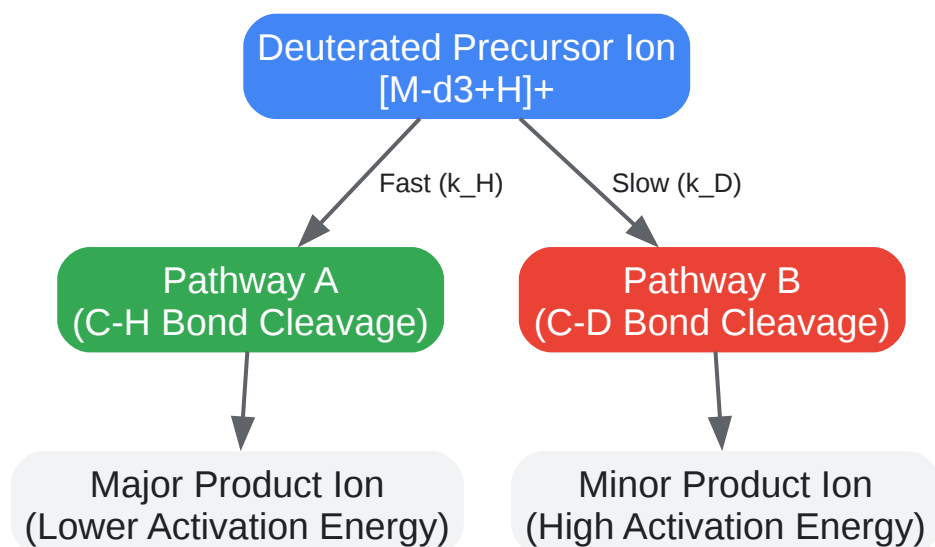 Deuterated Precursor Ion
[M-d3+H]+
Fast (k_H)
Slow (k_D)
Pathway A
(C-H Bond Cleavage)
Pathway B
(C-D Bond Cleavage)
Major Product Ion
(Lower Activation Energy)
Minor Product Ion
(High Activation Energy)